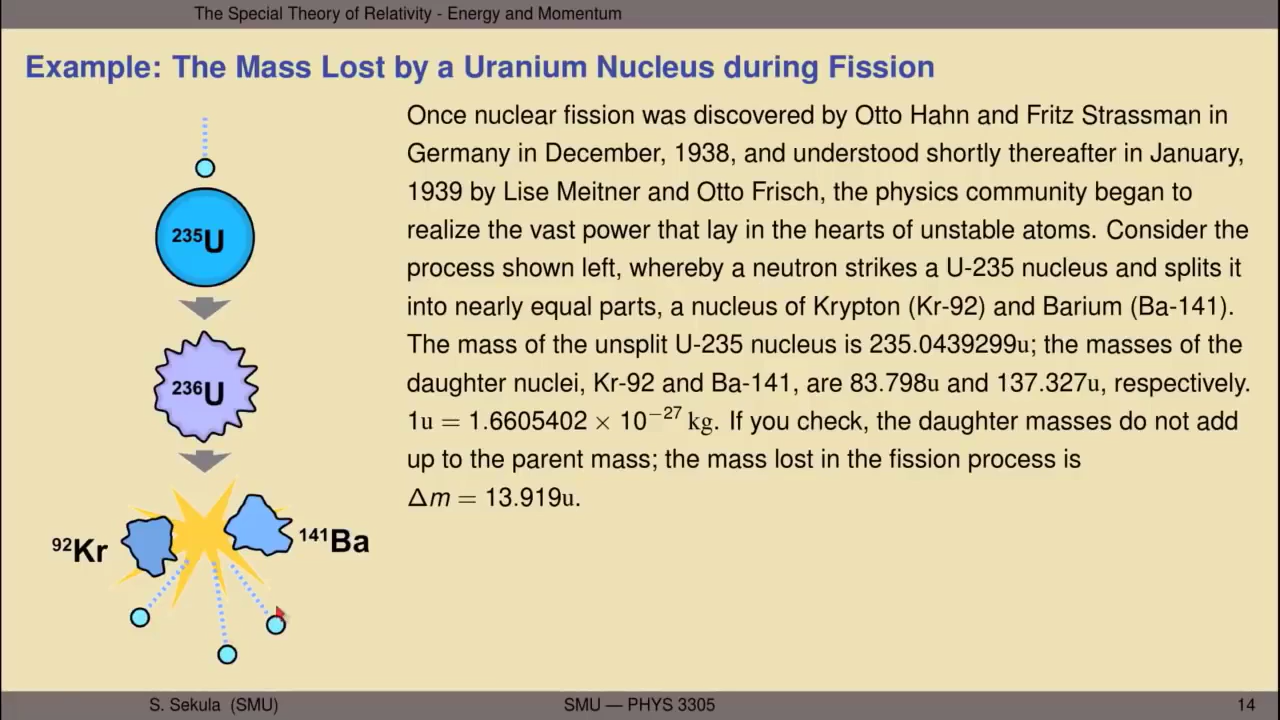 The Special Theory of Relativity - Energy and Momentum
Example: The Mass Lost by a Uranium Nucleus during Fission
Once nuclear fission was discovered by Otto Hahn and Fritz Strassman in
Germany in December, 1938, and understood shortly thereafter in January,
1939 by Lise Meitner and Otto Frisch, the physics community began to
realize the vast power that lay in the hearts of unstable atoms. Consider the
process shown left, whereby a neutron strikes a U-235 nucleus and splits it
into nearly equal parts, a nucleus of Krypton (Kr-92) and Barium (Ba-141).
The mass of the unsplit U-235 nucleus is 235.0439299u; the masses of the
daughter nuclei, Kr-92 and Ba-141, are 83.798u and 137.327u, respectively.
1u = 1.6605402 × 10⁻²⁷ kg. If you check, the daughter masses do not add
up to the parent mass; the mass lost in the fission process is
Δm = 13.919u.
²³⁵U
²³⁶U
⁹²Kr
¹⁴¹Ba
S. Sekula (SMU)
SMU — PHYS 3305
14